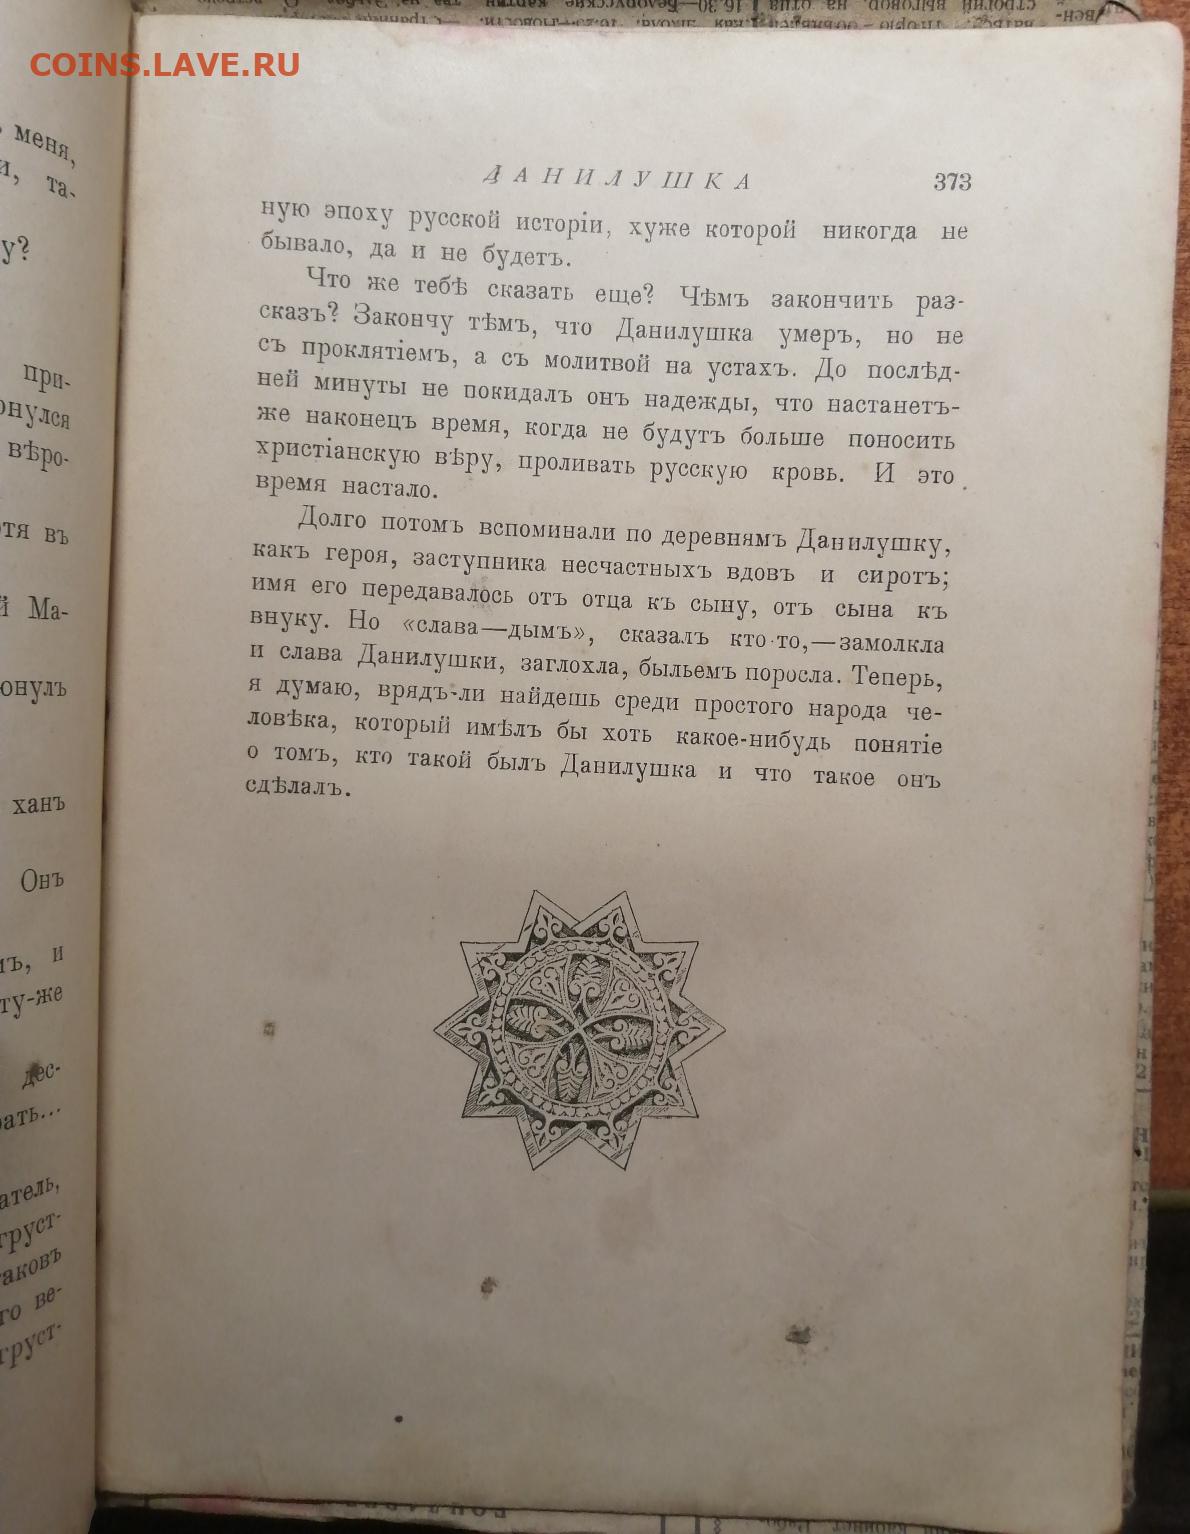 COINS.LAVE.RU
меня,
та-
у?
при-
вѣро-
въ
Ма-
ханъ
Онъ
и
ту-же
дес-
ДАНИЛУШКА 373
ную эпоху русской исторіи, хуже которой никогда не
бывало, да и не будетъ.
Что же тебѣ сказать еще? Чѣмъ закончить раз-
сказъ? Закончу тѣмъ, что Данилушка умеръ, но не
съ проклятіемъ, а съ молитвой на устахъ. До послѣд-
ней минуты не покидалъ онъ надежды, что настанетъ-
же наконецъ время, когда не будутъ больше поносить
христіанскую вѣру, проливать русскую кровь. И это
время настало.
Долго потомъ вспоминали по деревнямъ Данилушку,
какъ героя, заступника несчастныхъ вдовъ и сиротъ;
имя его передавалось отъ отца къ сыну, отъ сына къ
внуку. Но «слава—дымъ», сказалъ кто-то,—замолкла
и слава Данилушки, заглохла, быльемъ поросла. Теперь,
я думаю, врядъ-ли найдешь среди простого народа че-
ловѣка, который имѣлъ бы хоть какое-нибудь понятіе
о томъ, кто такой былъ Данилушка и что такое онъ
сдѣлалъ.